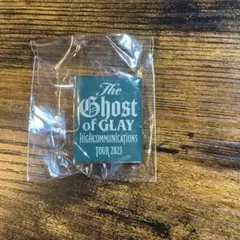 The
Ghost
of GLAY
HIGHCOMMUNICATIONS
TOUR 2023